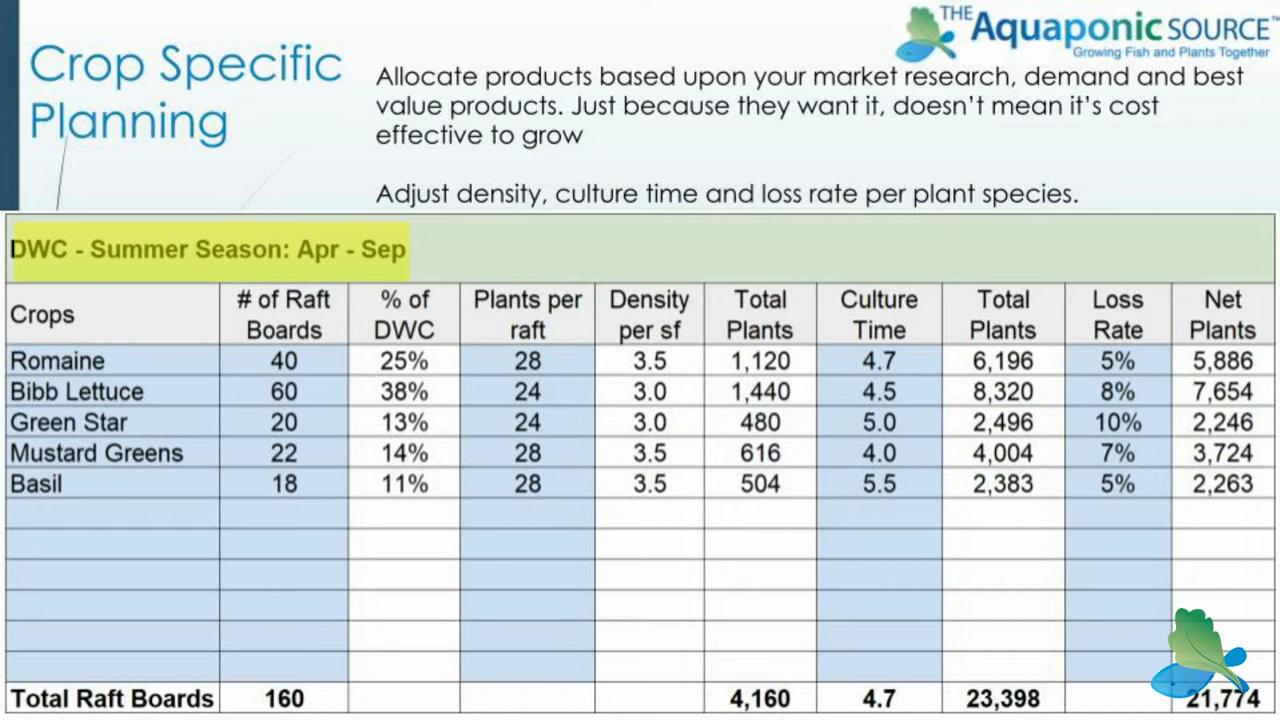 THE
Aquaponic SOURCE™
Growing Fish and Plants Together
Crop Specific
Planning
Allocate products based upon your market research, demand and best
value products. Just because they want it, doesn't mean it's cost
effective to grow
Adjust density, culture time and loss rate per plant species.
DWC - Summer Season: Apr - Sep
Crops # of Raft Boards % of DWC Plants per raft Density per sf Total Plants Culture Time Total Plants Loss Rate Net Plants
Romaine 40 25% 28 3.5 1,120 4.7 6,196 5% 5,886
Bibb Lettuce 60 38% 24 3.0 1,440 4.5 8,320 8% 7,654
Green Star 20 13% 24 3.0 480 5.0 2,496 10% 2,246
Mustard Greens 22 14% 28 3.5 616 4.0 4,004 7% 3,724
Basil 18 11% 28 3.5 504 5.5 2,383 5% 2,263
Total Raft Boards 160 4,160 4.7 23,398 21,774